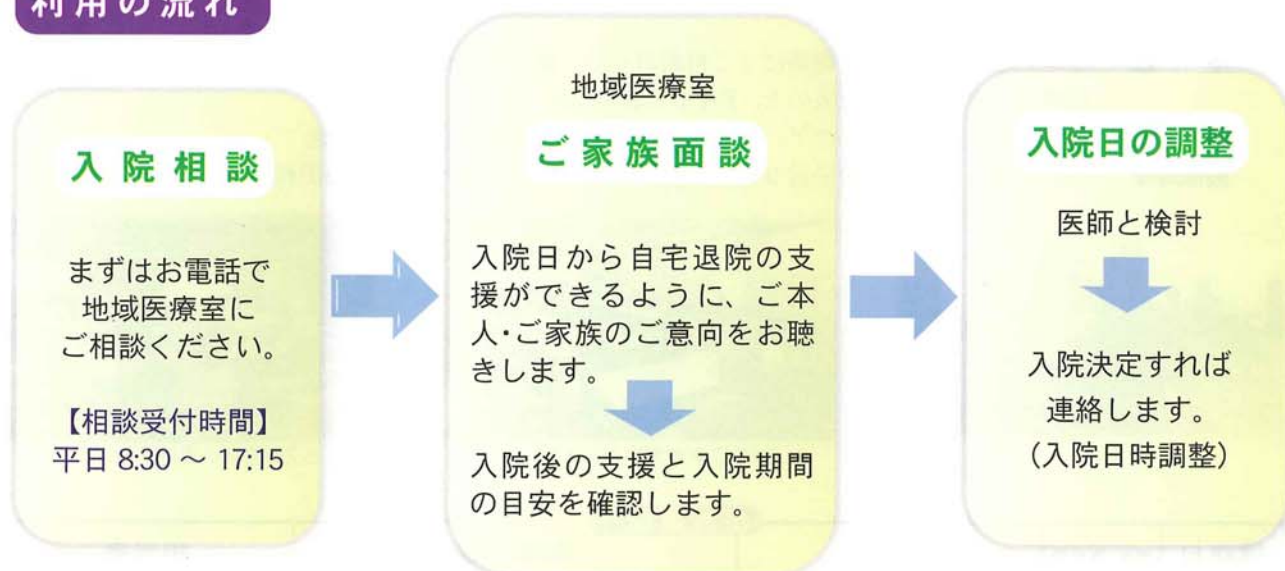 利用の流れ
入院相談
まずはお電話で
地域医療室に
ご相談ください。
【相談受付時間】
平日 8:30 ～ 17:15
地域医療室
ご家族面談
入院日から自宅退院の支
援ができるように、ご本
人・ご家族のご意向をお聴
きします。
入院後の支援と入院期間
の目安を確認します。
入院日の調整
医師と検討
入院決定すれば
連絡します。
（入院日時調整）